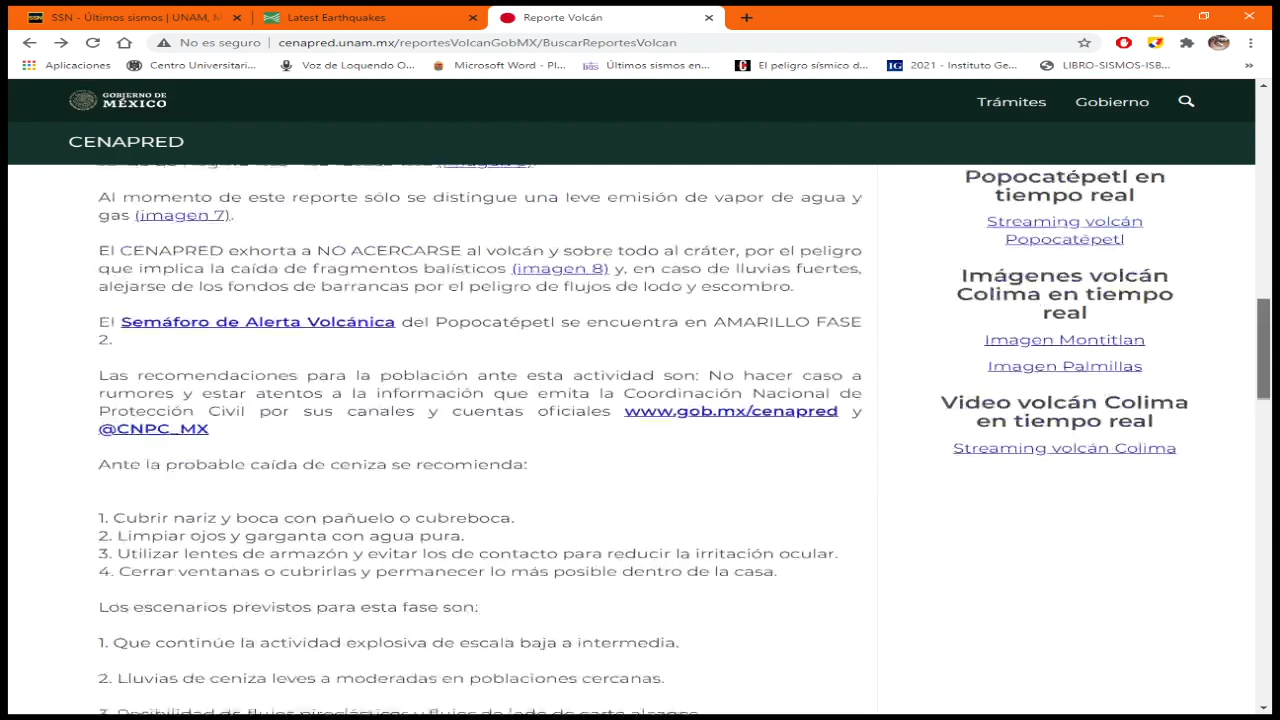 SSN - Últimos sismos | UNAM, M
Latest Earthquakes
Reporte Volcán
No es seguro | cenapred.unam.mx/reportesVolcanGobMX/BuscarReportesVolcan
Aplicaciones
Centro Universitari...
Voz de Loquendo O...
Microsoft Word - Pl...
Últimos sismos en...
El peligro sísmico d...
2021 - Instituto Ge...
LIBRO-SISMOS-ISB...
»
GOBIERNO DE
MÉXICO
Trámites
Gobierno
CENAPRED
Al momento de este reporte sólo se distingue una leve emisión de vapor de agua y
gas (imagen 7).
El CENAPRED exhorta a NO ACERCARSE al volcán y sobre todo al cráter, por el peligro
que implica la caída de fragmentos balísticos (imagen 8) y, en caso de lluvias fuertes,
alejarse de los fondos de barrancas por el peligro de flujos de lodo y escombro.
El Semáforo de Alerta Volcánica del Popocatépetl se encuentra en AMARILLO FASE
2.
Las recomendaciones para la población ante esta actividad son: No hacer caso a
rumores y estar atentos a la información que emita la Coordinación Nacional de
Protección Civil por sus canales y cuentas oficiales www.gob.mx/cenapred y
@CNPC_MX
Ante la probable caída de ceniza se recomienda:
1. Cubrir nariz y boca con pañuelo o cubreboca.
2. Limpiar ojos y garganta con agua pura.
3. Utilizar lentes de armazón y evitar los de contacto para reducir la irritación ocular.
4. Cerrar ventanas o cubrirlas y permanecer lo más posible dentro de la casa.
Los escenarios previstos para esta fase son:
1. Que continúe la actividad explosiva de escala baja a intermedia.
2. Lluvias de ceniza leves a moderadas en poblaciones cercanas.
3. Posibilidad de flujos piroclásticos y flujos de lodo de corto alcance.
Popocatépetl en
tiempo real
Streaming volcán
Popocatépetl
Imágenes volcán
Colima en tiempo
real
Imagen Montitlan
Imagen Palmillas
Video volcán Colima
en tiempo real
Streaming volcán Colima